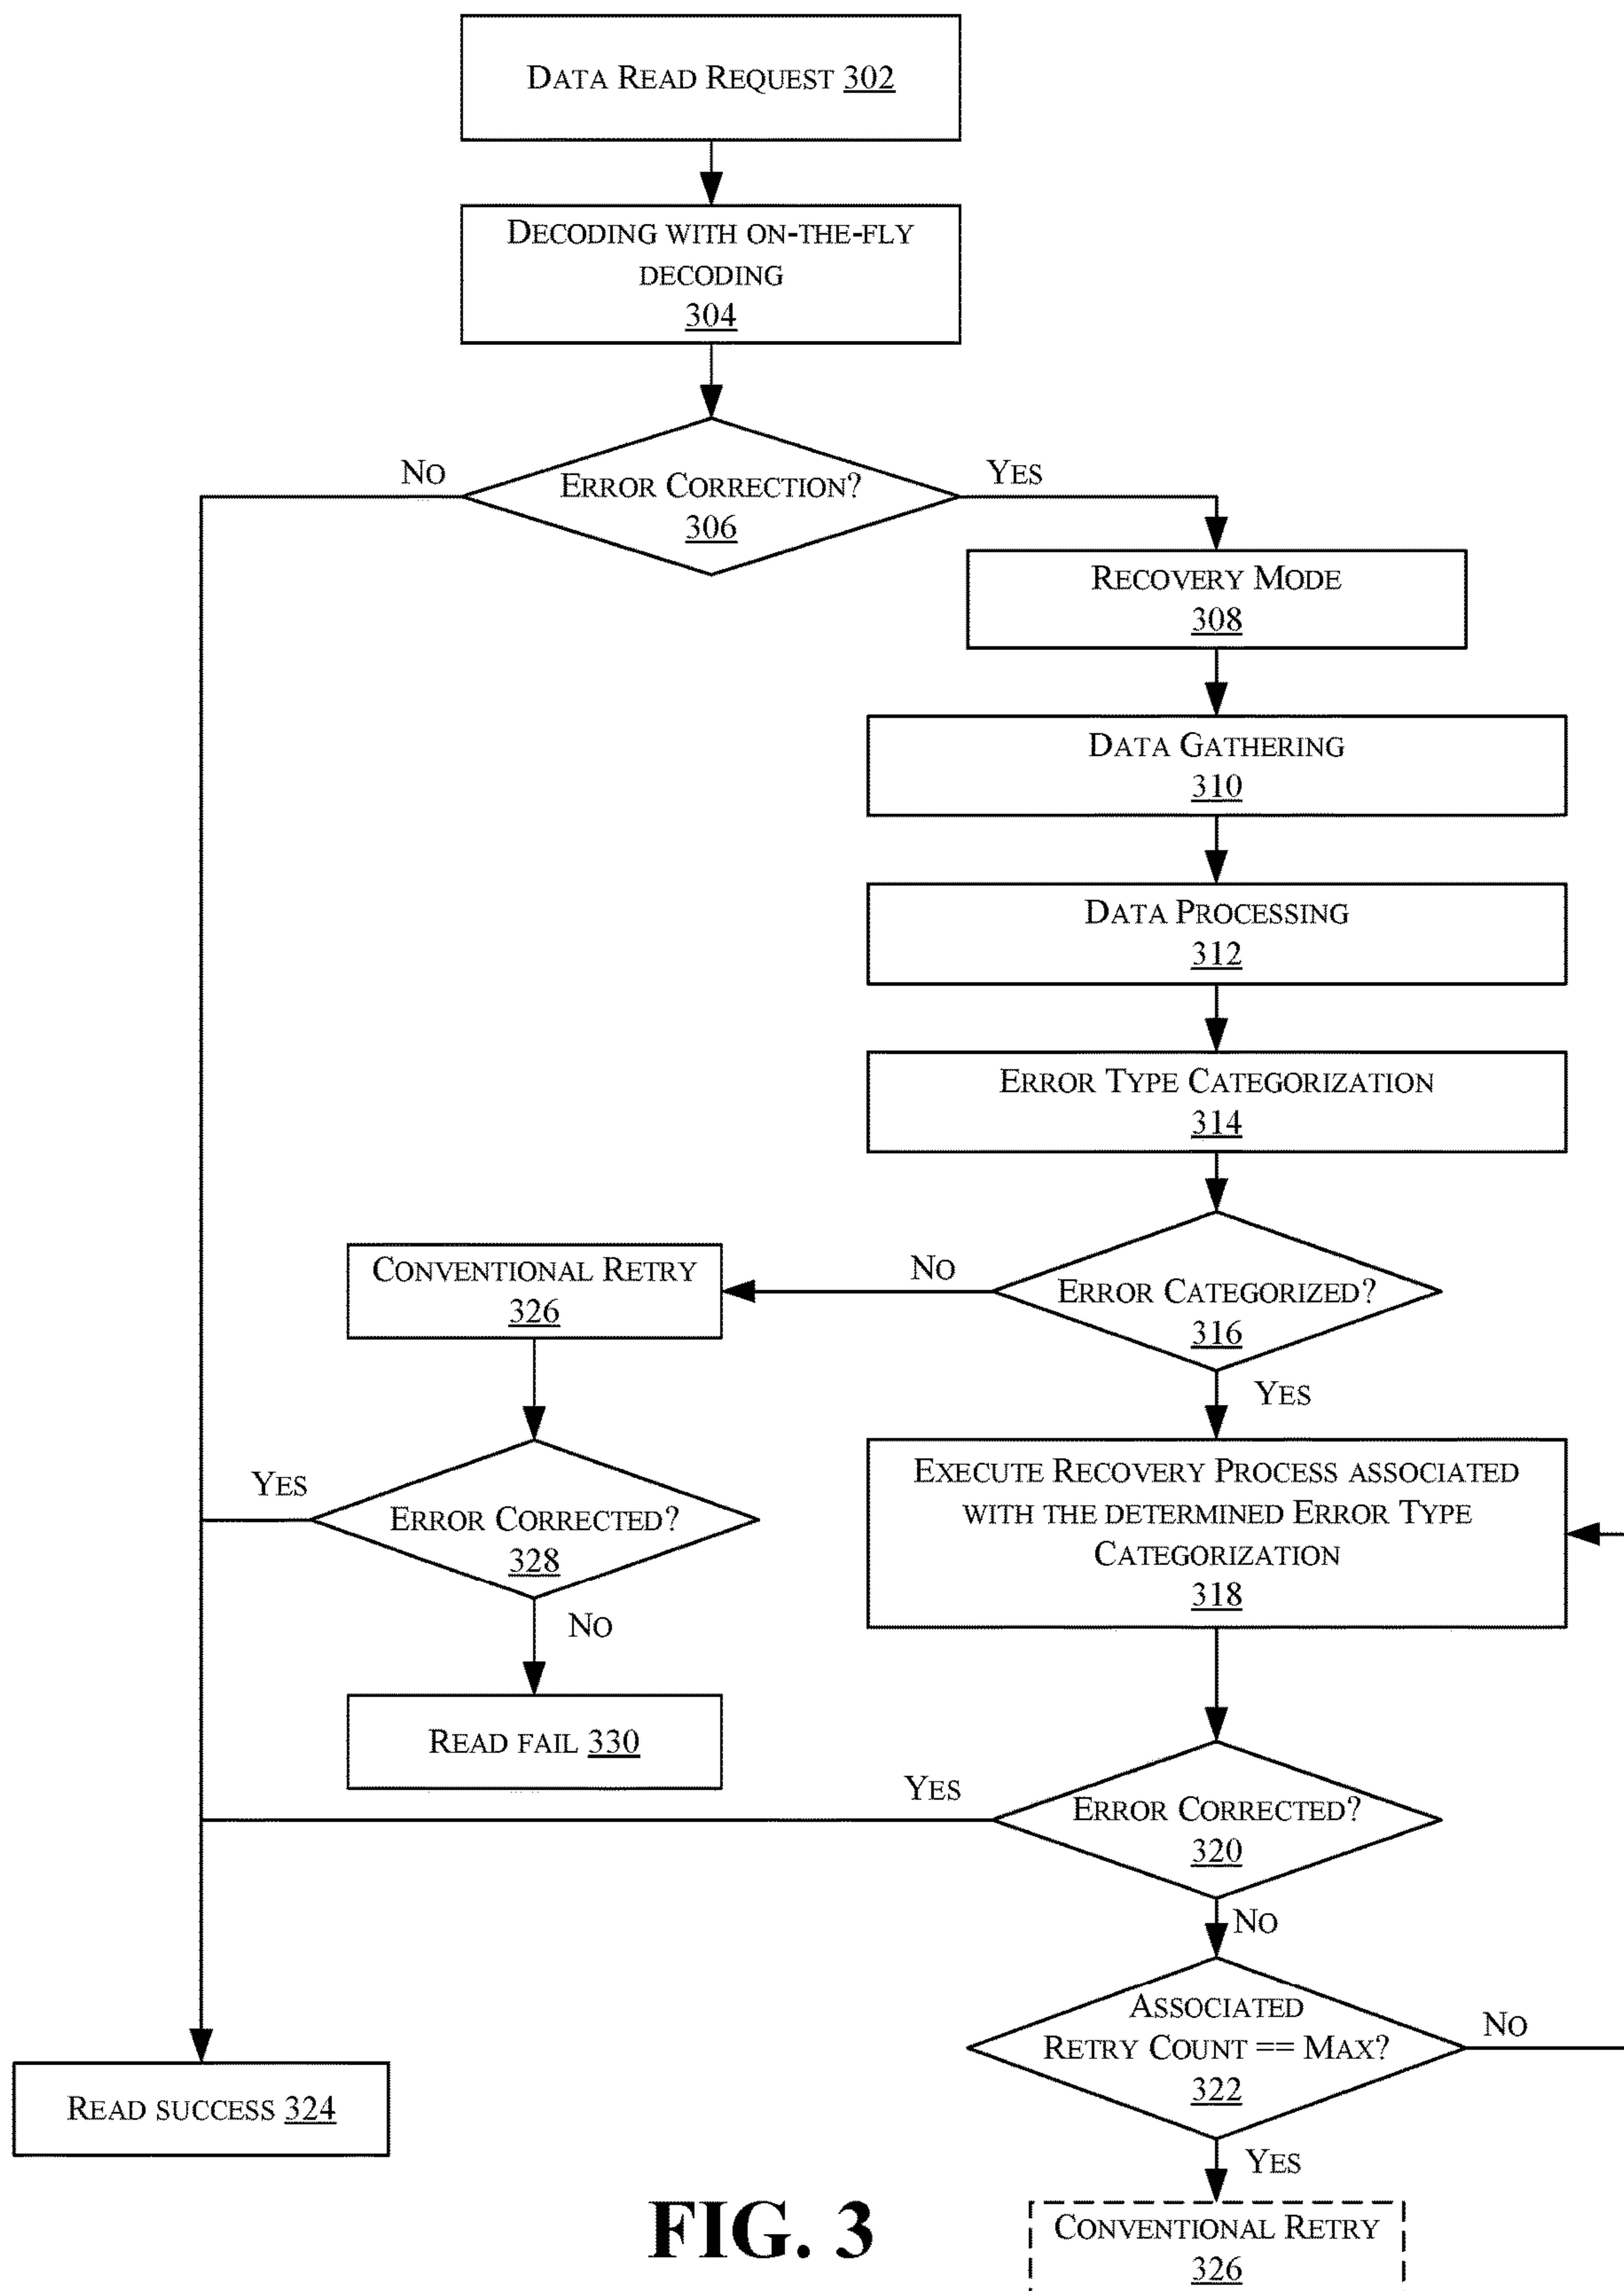 DATA READ REQUEST 302
DECODING WITH ON-THE-FLY
DECODING
304
NO
YES
ERROR CORRECTION?
306
RECOVERY MODE
308
DATA GATHERING
310
DATA PROCESSING
312
ERROR TYPE CATEGORIZATION
314
CONVENTIONAL RETRY
326
NO
ERROR CATEGORIZED?
316
YES
YES
ERROR CORRECTED?
328
EXECUTE RECOVERY PROCESS ASSOCIATED
WITH THE DETERMINED ERROR TYPE
CATEGORIZATION
318
NO
READ FAIL 330
YES
ERROR CORRECTED?
320
NO
ASSOCIATED
RETRY COUNT == MAX?
322
NO
READ SUCCESS 324
YES
FIG. 3
CONVENTIONAL RETRY
326